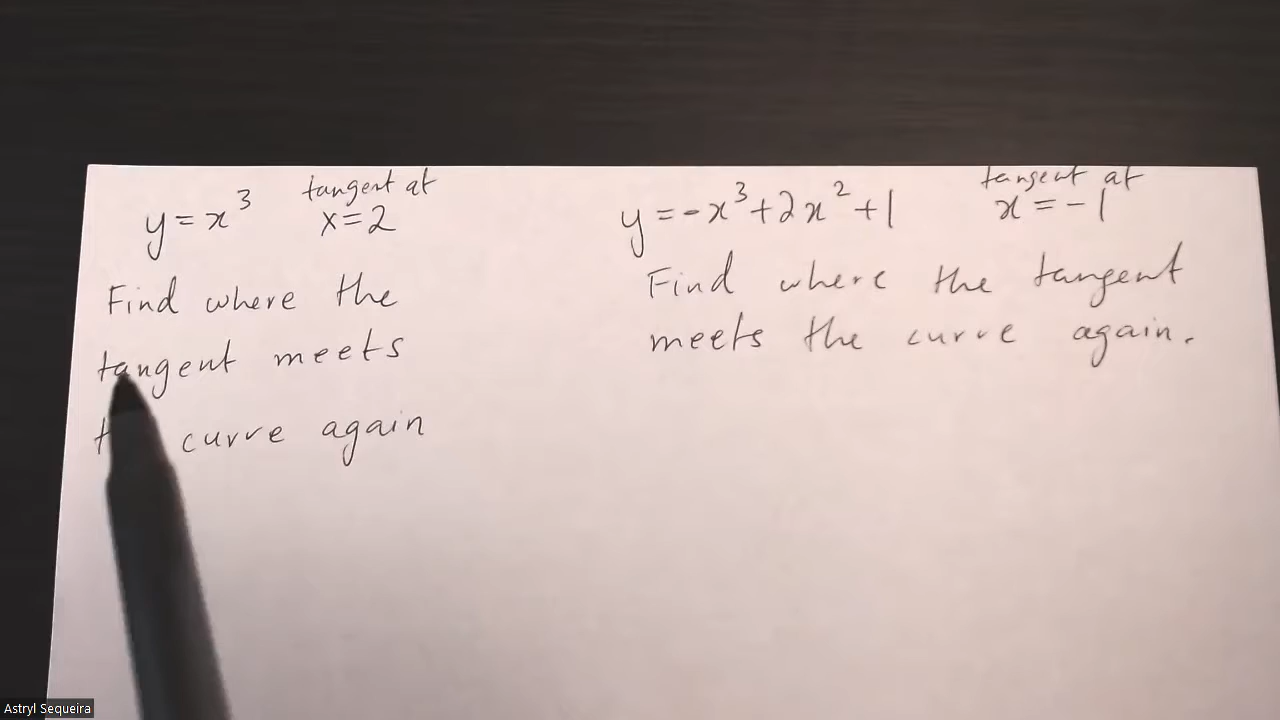 y = x³ tangent at x = 2
Find where the
tangent meets
curve again
y = -x³ + 2x² + 1 tangent at x = -1
Find where the tangent
meets the curve again.
Astryl Sequeira